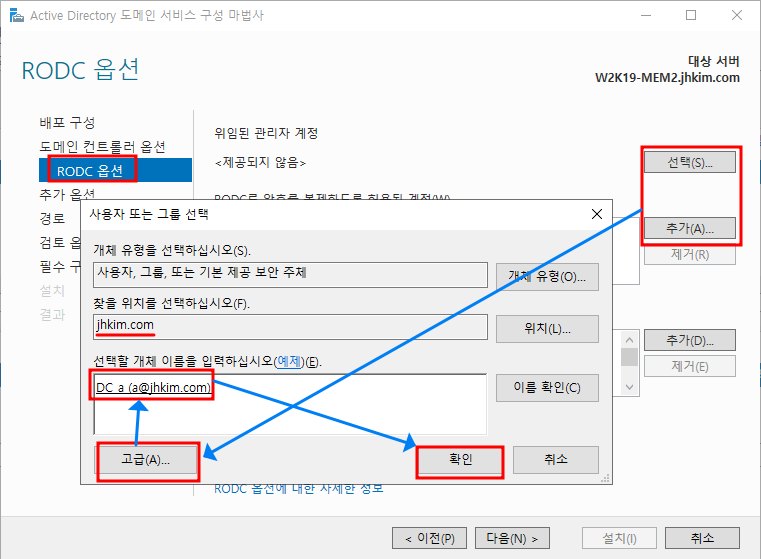 Active Directory 도메인 서비스 구성 마법사
RODC 옵션
대상 서버
W2K19-MEM2.jhkim.com
배포 구성
도메인 컨트롤러 옵션
RODC 옵션
추가 옵션
경로
검토 옵
필수 구
설치
결과
위임된 관리자 계정
<제공되지 않음>
선택(S)...
RODC로 암호를 복제하도록 허용된 계정(W)
추가(A)...
제거(R)
추가(D)...
제거(E)
사용자 또는 그룹 선택
개체 유형을 선택하십시오(S).
사용자, 그룹, 또는 기본 제공 보안 주체
개체 유형(O)...
찾을 위치를 선택하십시오(F).
jhkim.com
위치(L)...
선택할 개체 이름을 입력하십시오(예제)(E).
DC a (a@jhkim.com)
이름 확인(C)
고급(A)...
확인
취소
RODC 옵션에 대한 자세한 정보
< 이전(P)
다음(N) >
설치(I)
취소